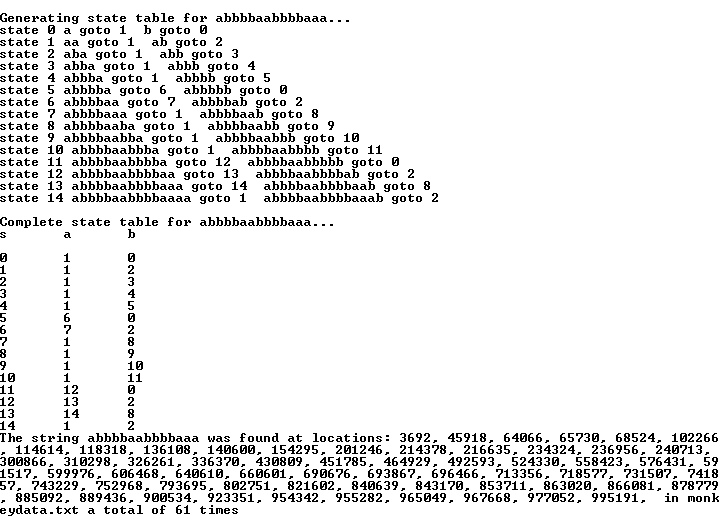 Generating state table for abbbbaabbbbaaa...
state 0 a goto 1  b goto 0
state 1 aa goto 1  ab goto 2
state 2 aba goto 1  abb goto 3
state 3 abba goto 1  abbb goto 4
state 4 abbba goto 1  abbbb goto 5
state 5 abbbba goto 6  abbbbb goto 0
state 6 abbbbaa goto 7  abbbbab goto 2
state 7 abbbbaaa goto 1  abbbbaab goto 8
state 8 abbbbaaba goto 1  abbbbaabb goto 9
state 9 abbbbaabba goto 1  abbbbaabbb goto 10
state 10 abbbbaabbba goto 1  abbbbaabbbb goto 11
state 11 abbbbaabbbba goto 12  abbbbaabbbbb goto 0
state 12 abbbbaabbbbaa goto 13  abbbbaabbbbab goto 2
state 13 abbbbaabbbbaaa goto 14  abbbbaabbbbaab goto 8
state 14 abbbbaabbbbaaaa goto 1  abbbbaabbbbaaab goto 2
Complete state table for abbbbaabbbbaaa...
s a b
0 1 0
1 1 2
2 1 3
3 1 4
4 1 5
5 6 0
6 7 2
7 1 8
8 1 9
9 1 10
10 1 11
11 12 0
12 13 2
13 14 8
14 1 2
The string abbbbaabbbbaaa was found at locations: 3692, 45918, 64066, 65730, 68524, 102266
, 114614, 118318, 136108, 140600, 154295, 201246, 214378, 216635, 234324, 236956, 240713,
300866, 310298, 326261, 336370, 430809, 451785, 464929, 492593, 524330, 558423, 576431, 59
1517, 599976, 606468, 640610, 660601, 690676, 693867, 696466, 713356, 718577, 731507, 7418
57, 743229, 752968, 793695, 802751, 821602, 840639, 843170, 853711, 863020, 866081, 878779
, 885092, 889436, 900534, 923351, 954342, 955282, 965049, 967668, 977052, 995191,  in monk
eydata.txt a total of 61 times